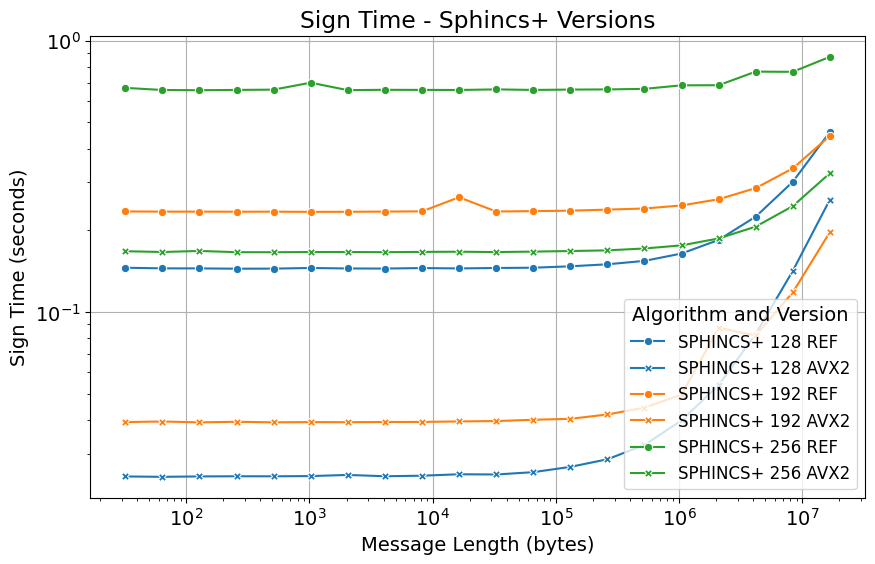 Sign Time - Sphincs+ Versions
10⁰
10⁻¹
Sign Time (seconds)
10² 10³ 10⁴ 10⁵ 10⁶ 10⁷
Message Length (bytes)
Algorithm and Version
SPHINCS+ 128 REF
SPHINCS+ 128 AVX2
SPHINCS+ 192 REF
SPHINCS+ 192 AVX2
SPHINCS+ 256 REF
SPHINCS+ 256 AVX2